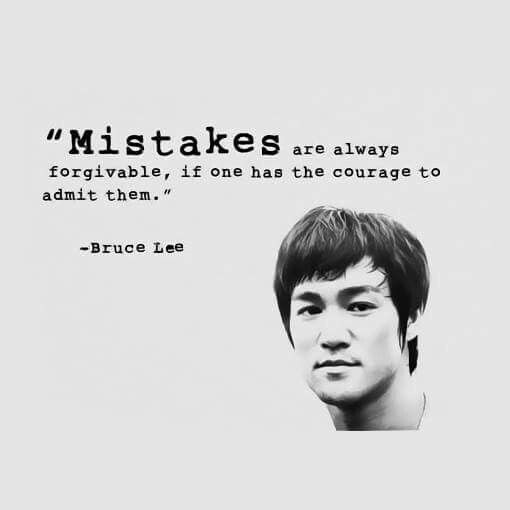 “Mistakes are always
forgivable, if one has the courage to
admit them.”
~Bruce Lee